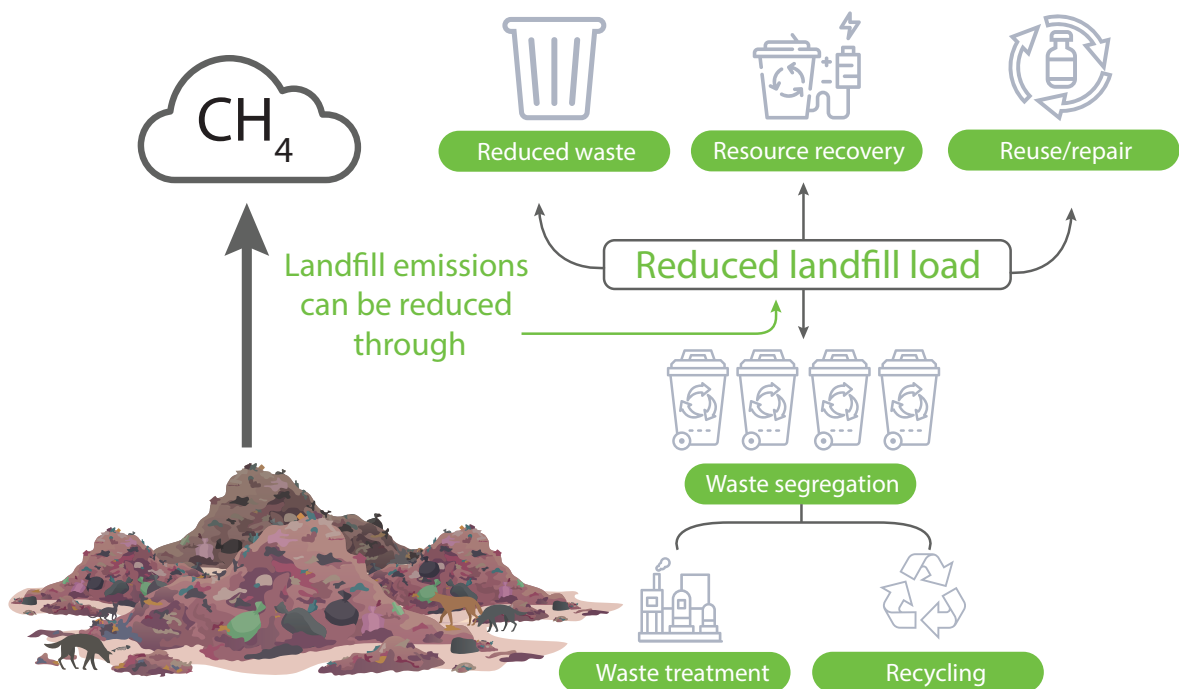 CH4
Reduced waste
Resource recovery
Reuse/repair
Landfill emissions
can be reduced
through
Reduced landfill load
Waste segregation
Waste treatment
Recycling